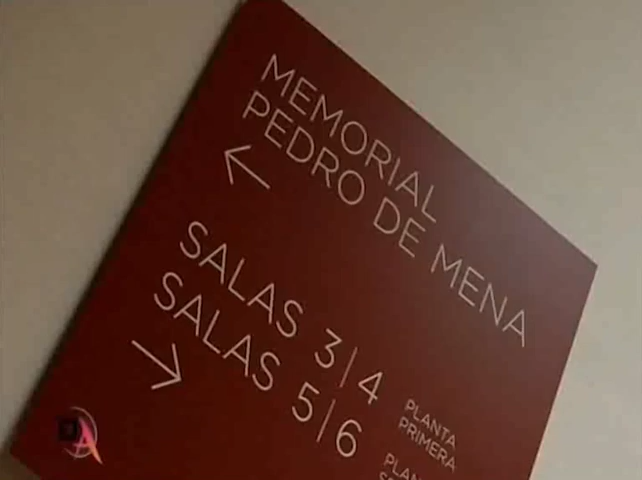 MEMORIAL
PEDRO DE MENA
SALAS 3|4
PLANTA
PRIMERA
SALAS 5|6